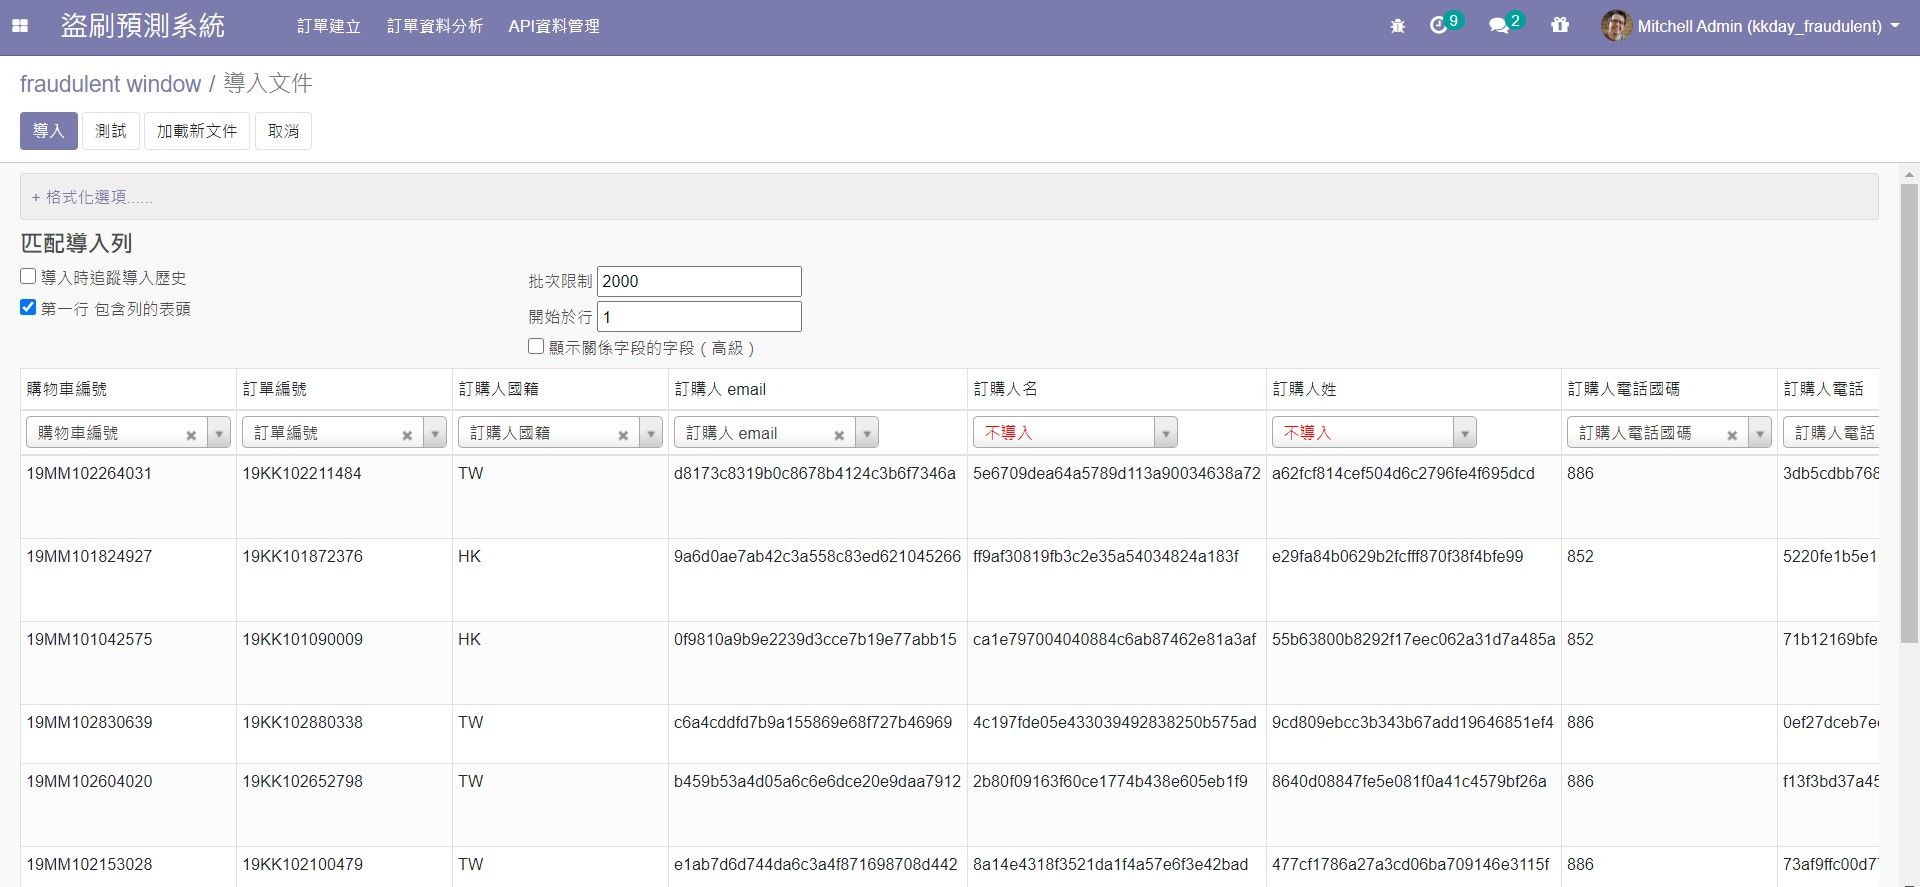 盜刷預測系統 訂單建立 訂單資料分析 API資料管理 9 2 Mitchell Admin (kkday_fraudulent)
fraudulent window / 導入文件
導入 測試 加載新文件 取消
+ 格式化選項......
匹配導入列
導入時追蹤導入歷史 批次限制 2000
第一行 包含列的表頭 開始於行 1
顯示關係字段的字段（高級）
購物車編號 訂單編號 訂購人國籍 訂購人 email 訂購人名 訂購人姓 訂購人電話國碼 訂購人電話
購物車編號 訂單編號 訂購人國籍 訂購人 email 不導入 不導入 訂購人電話國碼 訂購人電話
19MM102264031 19KK102211484 TW d8173c8319b0c8678b4124c3b6f7346a 5e6709dea64a5789d113a90034638a72 a62fcf814cef504d6c2796fe4f695dcd 886 3db5cdbb768
19MM101824927 19KK101872376 HK 9a6d0ae7ab42c3a558c83ed621045266 ff9af30819fb3c2e35a54034824a183f e29fa84b0629b2fcfff870f38f4bfe99 852 5220fe1b5e1
19MM101042575 19KK101090009 HK 0f9810a9b9e2239d3cce7b19e77abb15 ca1e797004040884c6ab87462e81a3af 55b63800b8292f17eec062a31d7a485a 852 71b12169bfe
19MM102830639 19KK102880338 TW c6a4cddfd7b9a155869e68f727b46969 4c197fde05e433039492838250b575ad 9cd809ebcc3b343b67add19646851ef4 886 0ef27dceb7e
19MM102604020 19KK102652798 TW b459b53a4d05a6c6e6dce20e9daa7912 2b80f09163f60ce1774b438e605eb1f9 8640d08847fe5e081f0a41c4579bf26a 886 f13f3bd37a45
19MM102153028 19KK102100479 TW e1ab7d6d744da6c3a4f871698708d442 8a14e4318f3521da1f4a57e6f3e42bad 477cf1786a27a3cd06ba709146e3115f 886 73af9ffc00d7